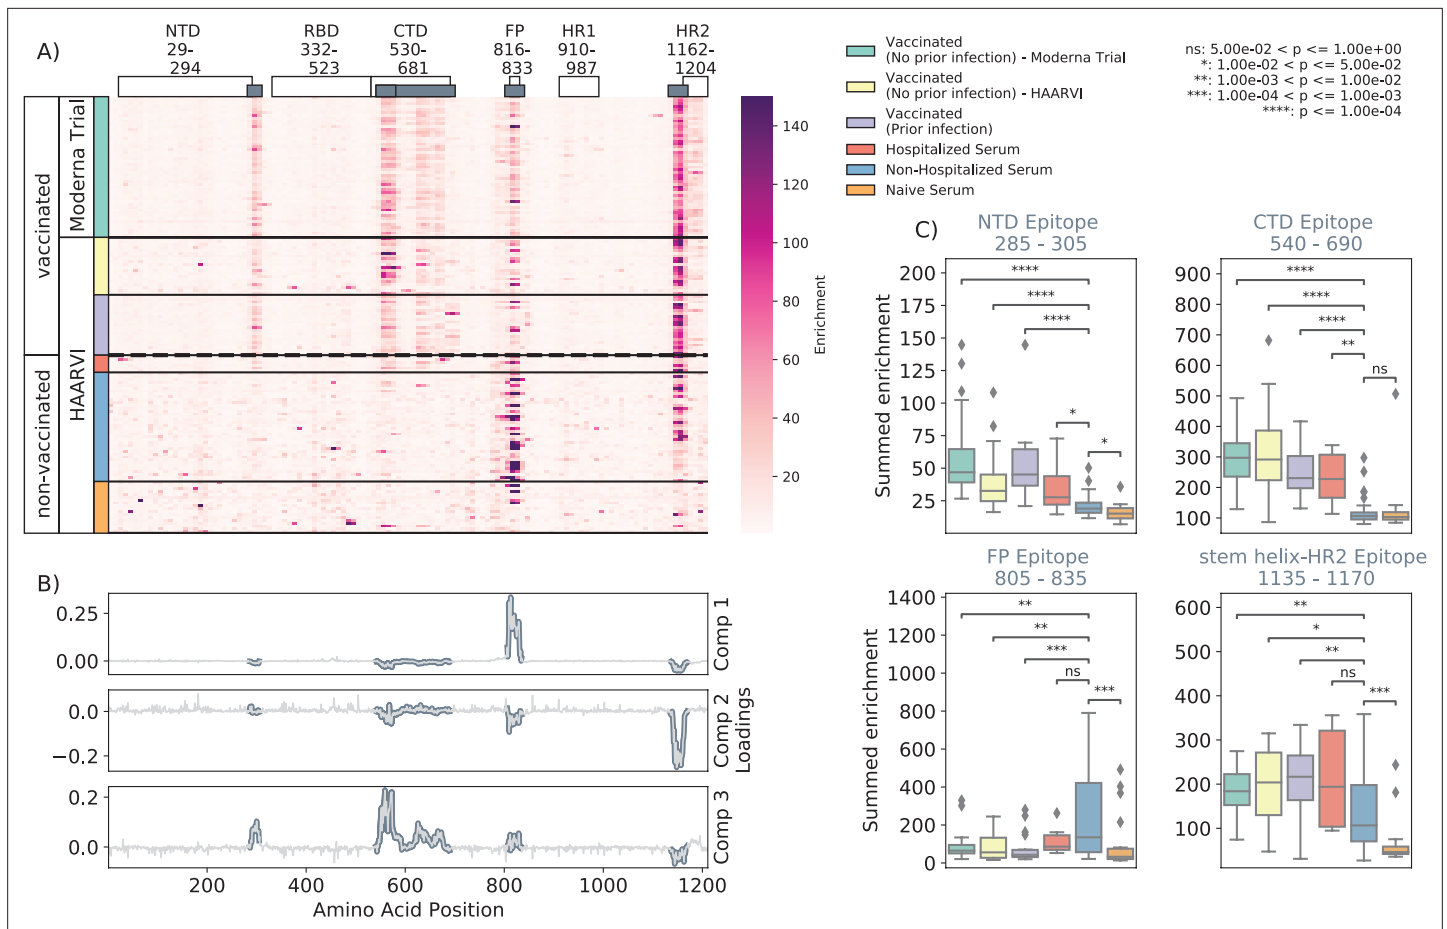 A)
NTD
29-
294
RBD
332-
523
CTD
530-
681
FP
816-
833
HR1
910-
987
HR2
1162-
1204
vaccinated
non-vaccinated
Moderna Trial
HAARVI
140
120
100
80
60
40
20
Enrichment
Vaccinated
(No prior infection) - Moderna Trial
Vaccinated
(No prior infection) - HAARVI
Vaccinated
(Prior infection)
Hospitalized Serum
Non-Hospitalized Serum
Naive Serum
ns: 5.00e-02 < p <= 1.00e+00
*: 1.00e-02 < p <= 5.00e-02
**: 1.00e-03 < p <= 1.00e-02
***: 1.00e-04 < p <= 1.00e-03
****: p <= 1.00e-04
B)
0.25
0.00
Comp 1
0.0
−0.2
Comp 2
Loadings
0.2
0.0
Comp 3
200
400
600
800
1000
1200
Amino Acid Position
C)
NTD Epitope
285 - 305
Summed enrichment
200
175
150
125
100
75
50
25
****
****
****
*
*
CTD Epitope
540 - 690
900
800
700
600
500
400
300
200
100
****
****
****
**
ns
FP Epitope
805 - 835
Summed enrichment
1400
1200
1000
800
600
400
200
0
**
**
***
ns
***
stem helix-HR2 Epitope
1135 - 1170
600
500
400
300
200
100
**
*
**
ns
***